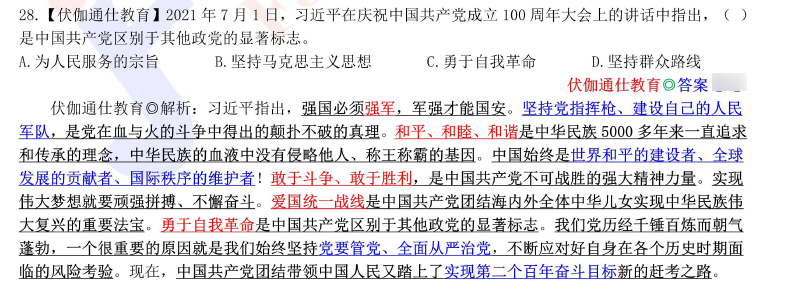 28.【伏伽通仕教育】2021 年 7 月 1 日，习近平在庆祝中国共产党成立 100 周年大会上的讲话中指出，（ ）
是中国共产党区别于其他政党的显著标志。
A.为人民服务的宗旨 B.坚持马克思主义思想 C.勇于自我革命 D.坚持群众路线
伏伽通仕教育◎答案
伏伽通仕教育◎解析：习近平指出，强国必须强军，军强才能国安。坚持党指挥枪、建设自己的人民
军队，是党在血与火的斗争中得出的颠扑不破的真理。和平、和睦、和谐是中华民族 5000 多年来一直追求
和传承的理念，中华民族的血液中没有侵略他人、称王称霸的基因。中国始终是世界和平的建设者、全球
发展的贡献者、国际秩序的维护者！敢于斗争、敢于胜利，是中国共产党不可战胜的强大精神力量。实现
伟大梦想就要顽强拼搏、不懈奋斗。爱国统一战线是中国共产党团结海内外全体中华儿女实现中华民族伟
大复兴的重要法宝。勇于自我革命是中国共产党区别于其他政党的显著标志。我们党历经千锤百炼而朝气
蓬勃，一个很重要的原因就是我们始终坚持党要管党、全面从严治党，不断应对好自身在各个历史时期面
临的风险考验。现在，中国共产党团结带领中国人民又踏上了实现第二个百年奋斗目标新的赶考之路。